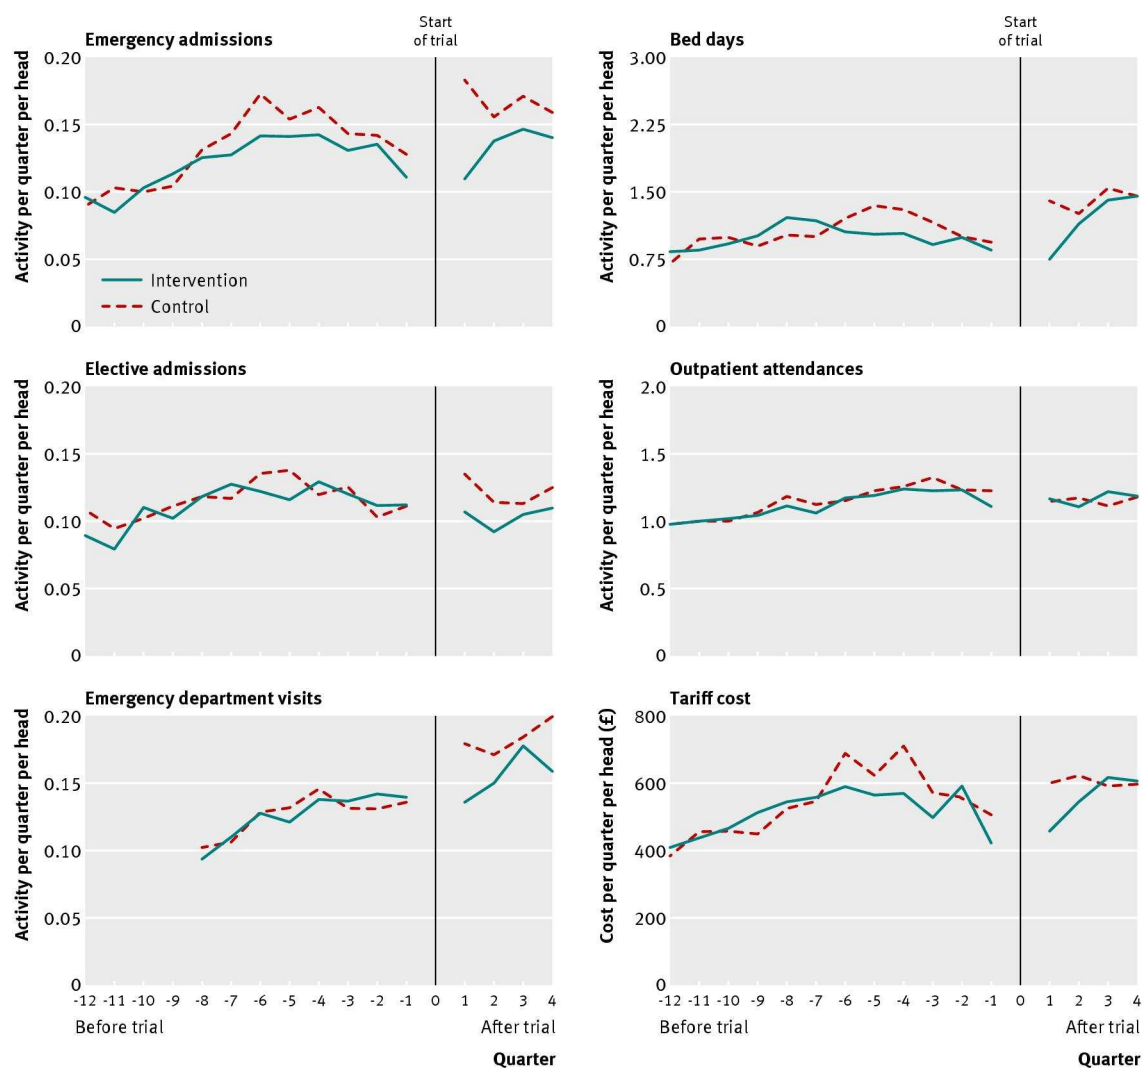 Emergency admissions
Start
of trial
Activity per quarter per head
0.20
0.15
0.10
0.05
0
Intervention
Control
Bed days
Start
of trial
Activity per quarter per head
3.00
2.25
1.50
0.75
0
Elective admissions
Activity per quarter per head
0.20
0.15
0.10
0.05
0
Outpatient attendances
Activity per quarter per head
2.0
1.5
1.0
0.5
0
Emergency department visits
Activity per quarter per head
0.20
0.15
0.10
0.05
0
-12 -11 -10 -9 -8 -7 -6 -5 -4 -3 -2 -1 0 1 2 3 4
Before trial After trial
Quarter
Tariff cost
Cost per quarter per head (£)
800
600
400
200
0
-12 -11 -10 -9 -8 -7 -6 -5 -4 -3 -2 -1 0 1 2 3 4
Before trial After trial
Quarter